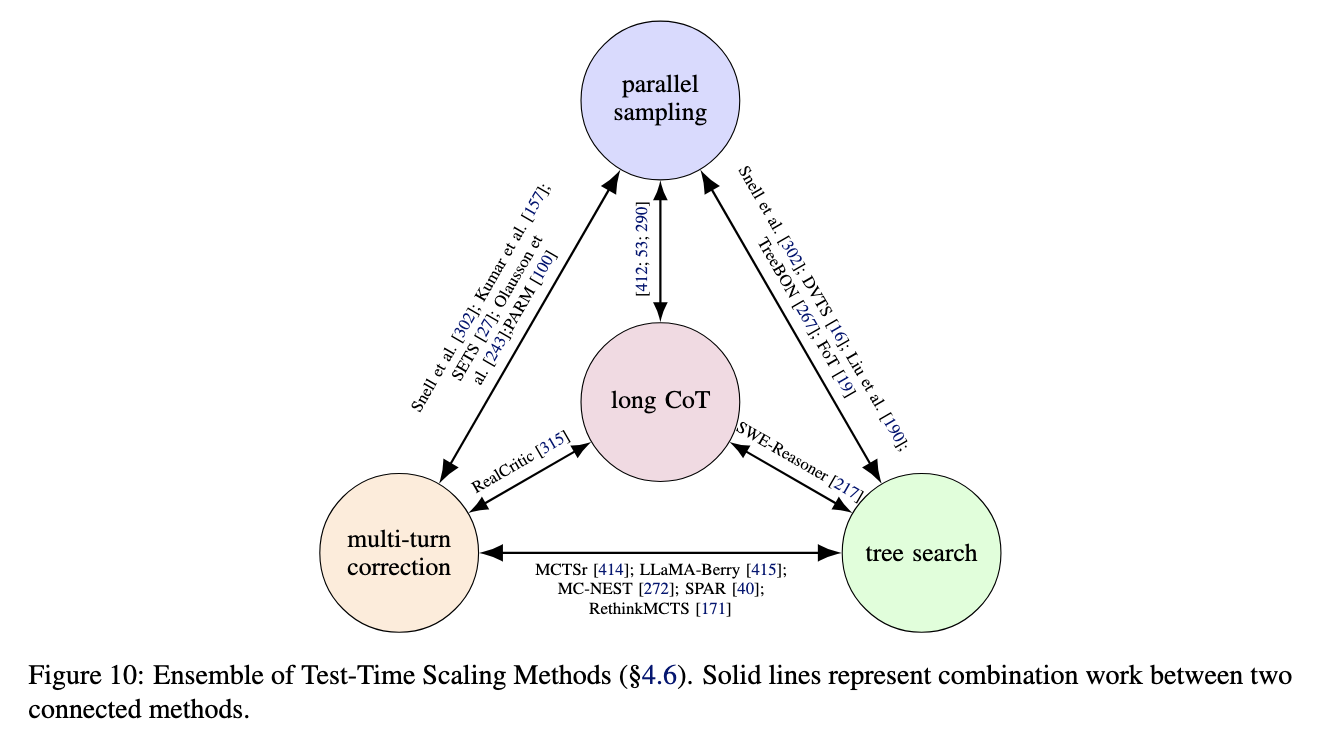 parallel
sampling
Snell et al. [302]; Kumar et al. [157];
SETS [27]; Olausson et
al. [243];PARM [100]
[412; 53; 290]
Snell et al. [302]; DVTS [16]; Liu et al. [190];
TreeBON [267]; FoT [19]
long CoT
RealCritic [315]
SWE-Reasoner [217]
multi-turn
correction
tree search
MCTSr [414]; LLaMA-Berry [415];
MC-NEST [272]; SPAR [40];
RethinkMCTS [171]
Figure 10: Ensemble of Test-Time Scaling Methods (§4.6). Solid lines represent combination work between two
connected methods.